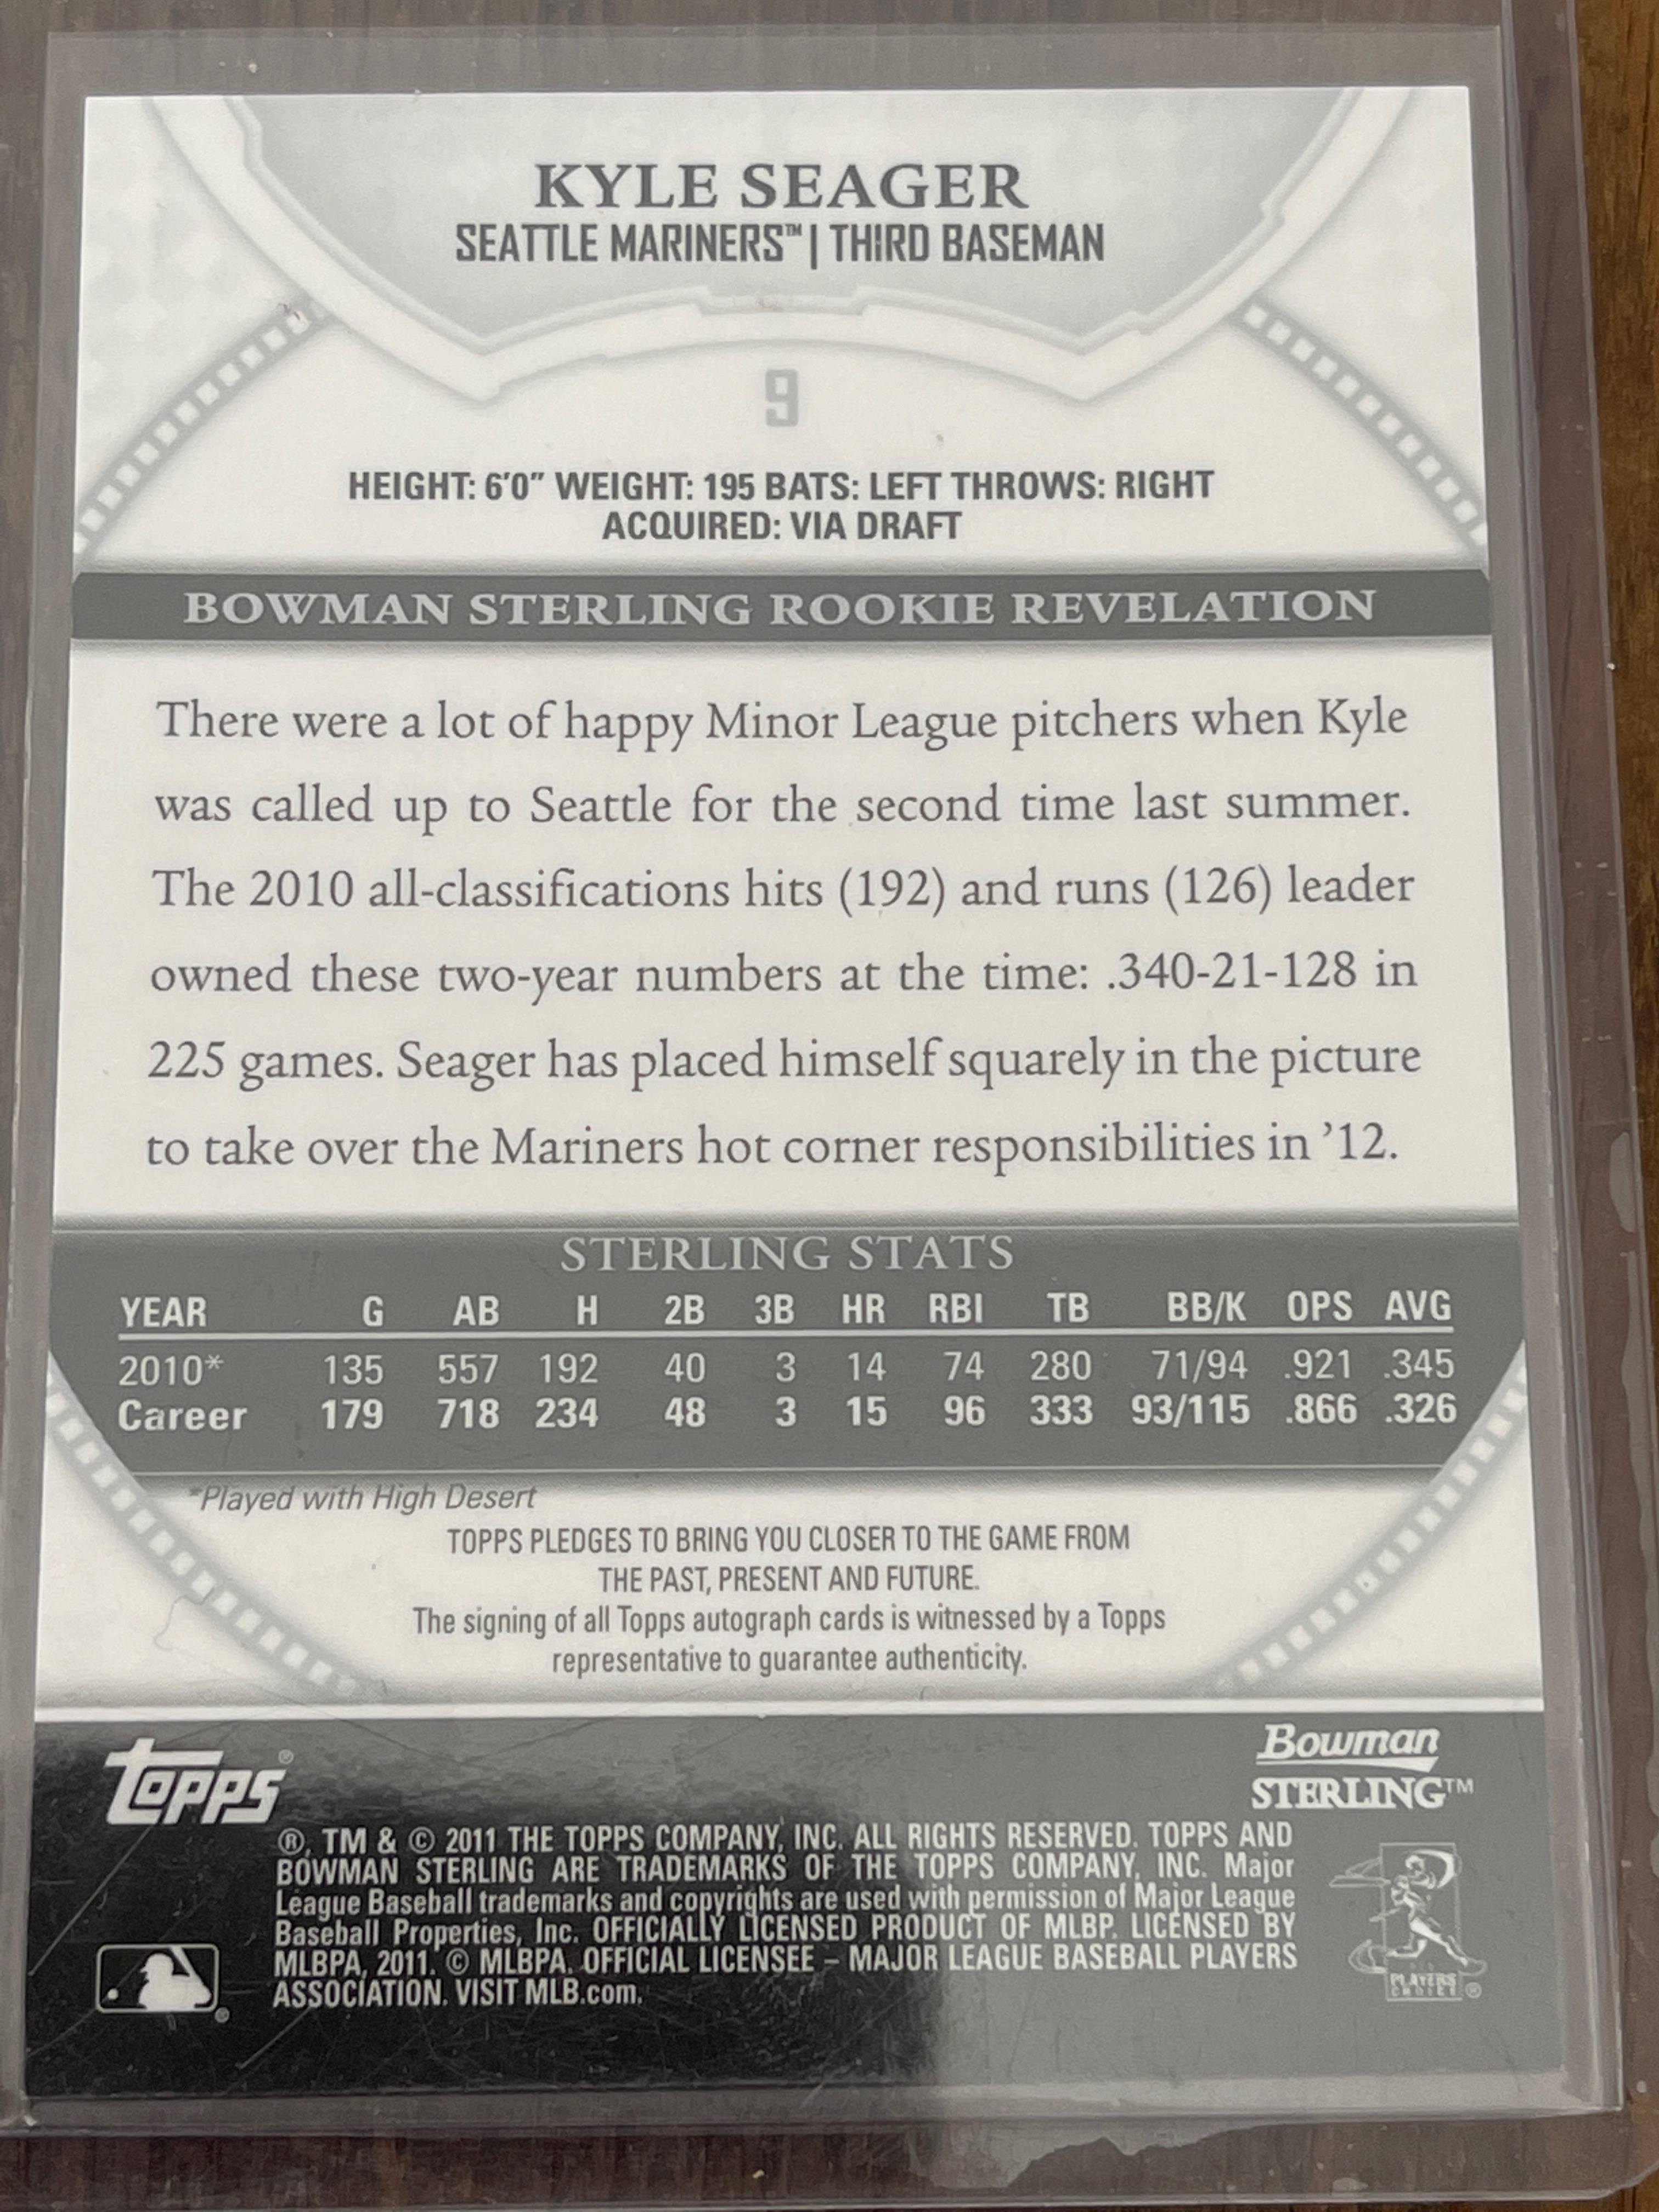 KYLE SEAGER
SEATTLE MARINERS™ | THIRD BASEMAN
9
HEIGHT: 6'0" WEIGHT: 195 BATS: LEFT THROWS: RIGHT
ACQUIRED: VIA DRAFT
BOWMAN STERLING ROOKIE REVELATION
There were a lot of happy Minor League pitchers when Kyle
was called up to Seattle for the second time last summer.
The 2010 all-classifications hits (192) and runs (126) leader
owned these two-year numbers at the time: .340-21-128 in
225 games. Seager has placed himself squarely in the picture
to take over the Mariners hot corner responsibilities in ’12.
STERLING STATS
YEAR G AB H 2B 3B HR RBI TB BB/K OPS AVG
2010* 135 557 192 40 3 14 74 280 71/94 .921 .345
Career 179 718 234 48 3 15 96 333 93/115 .866 .326
*Played with High Desert
TOPPS PLEDGES TO BRING YOU CLOSER TO THE GAME FROM
THE PAST, PRESENT AND FUTURE.
The signing of all Topps autograph cards is witnessed by a Topps
representative to guarantee authenticity.
Topps®
Bowman
STERLING™
®, TM & © 2011 THE TOPPS COMPANY, INC. ALL RIGHTS RESERVED. TOPPS AND
BOWMAN STERLING ARE TRADEMARKS OF THE TOPPS COMPANY, INC. Major
League Baseball trademarks and copyrights are used with permission of Major League
Baseball Properties, Inc. OFFICIALLY LICENSED PRODUCT OF MLBP. LICENSED BY
MLBPA, 2011. © MLBPA. OFFICIAL LICENSEE – MAJOR LEAGUE BASEBALL PLAYERS
ASSOCIATION. VISIT MLB.com.
®
PLAYERS
CHOICE ®